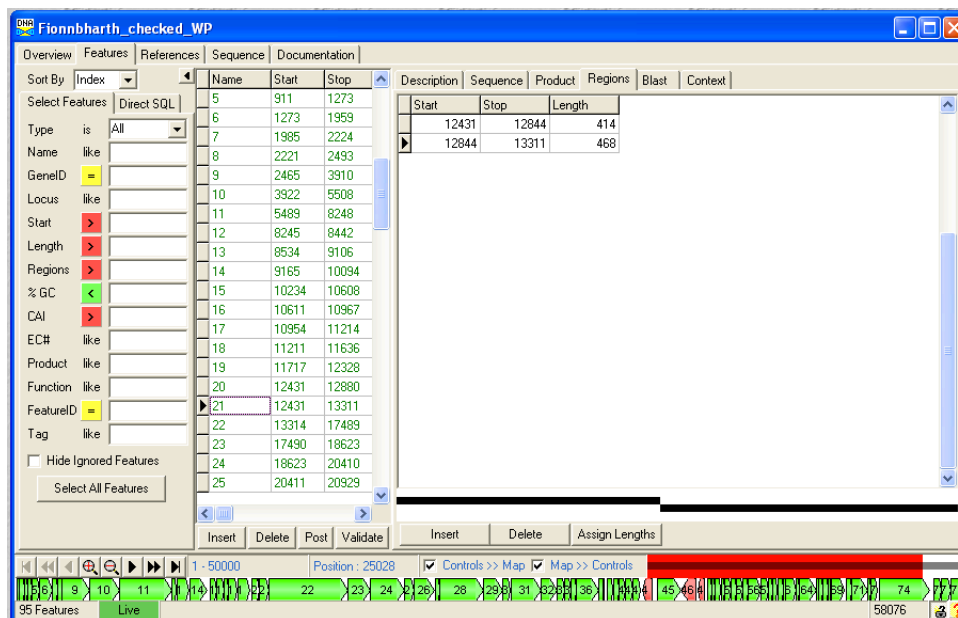 DNA Fionnbharth_checked_WP
Overview Features References Sequence Documentation
Sort By Index
Select Features Direct SQL
Type is All
Name like
GeneID =
Locus like
Start >
Length >
Regions >
% GC <
CAI >
EC# like
Product like
Function like
FeatureID =
Tag like
Hide Ignored Features
Select All Features
Name Start Stop
5 911 1273
6 1273 1959
7 1985 2224
8 2221 2493
9 2465 3910
10 3922 5508
11 5489 8248
12 8245 8442
13 8534 9106
14 9165 10094
15 10234 10608
16 10611 10967
17 10954 11214
18 11211 11636
19 11717 12328
20 12431 12880
21 12431 13311
22 13314 17489
23 17490 18623
24 18623 20410
25 20411 20929
Insert Delete Post Validate
Description Sequence Product Regions Blast Context
Start Stop Length
12431 12844 414
12844 13311 468
Insert Delete Assign Lengths
1 - 50000 Position : 25028 Controls >> Map Map >> Controls
9 10 11 22 23 24 28 31 36 45 74
95 Features Live 58076